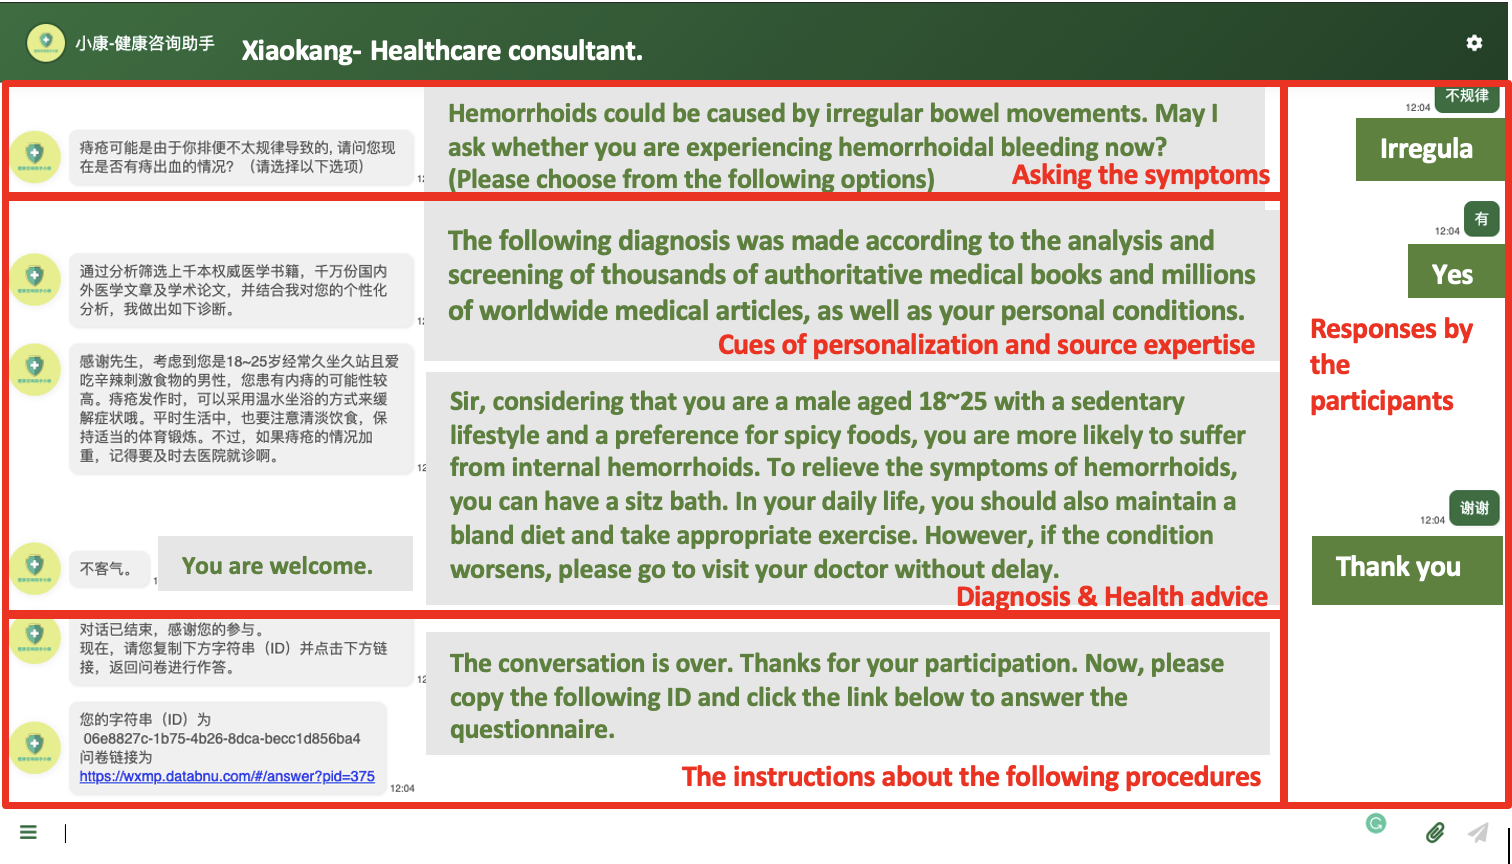 小康-健康咨询助手
Xiaokang- Healthcare consultant.
不规律
12:04
Irregula
痔疮可能是由于你排便不太规律导致的, 请问您现
在是否有痔出血的情况？（请选择以下选项）
12
Hemorrhoids could be caused by irregular bowel movements. May I
ask whether you are experiencing hemorrhoidal bleeding now?
(Please choose from the following options)
Asking the symptoms
有
12:04
Yes
通过分析筛选上千本权威医学书籍，千万份国内
外医学文章及学术论文，并结合我对您的个性化
分析，我做出如下诊断。
12
The following diagnosis was made according to the analysis and
screening of thousands of authoritative medical books and millions
of worldwide medical articles, as well as your personal conditions.
Cues of personalization and source expertise
Responses by
the
participants
感谢先生，考虑到您是18~25岁经常久坐久站且爱
吃辛辣刺激食物的男性，您患有内痔的可能性较
高。痔疮发作时，可以采用温水坐浴的方式来缓
解症状哦。平时生活中，也要注意清淡饮食，保
持适当的体育锻炼。不过，如果痔疮的情况加
重，记得要及时去医院就诊啊。
12
Sir, considering that you are a male aged 18~25 with a sedentary
lifestyle and a preference for spicy foods, you are more likely to suffer
from internal hemorrhoids. To relieve the symptoms of hemorrhoids,
you can have a sitz bath. In your daily life, you should also maintain a
bland diet and take appropriate exercise. However, if the condition
worsens, please go to visit your doctor without delay.
Diagnosis & Health advice
谢谢
12:04
Thank you
不客气。
You are welcome.
对话已结束，感谢您的参与。
现在，请您复制下方字符串（ID）并点击下方链
接，返回问卷进行作答。
12
The conversation is over. Thanks for your participation. Now, please
copy the following ID and click the link below to answer the
questionnaire.
您的字符串（ID）为
06e8827c-1b75-4b26-8dca-becc1d856ba4
问卷链接为
https://wxmp.databnu.com/#/answer?pid=375
12:04
The instructions about the following procedures